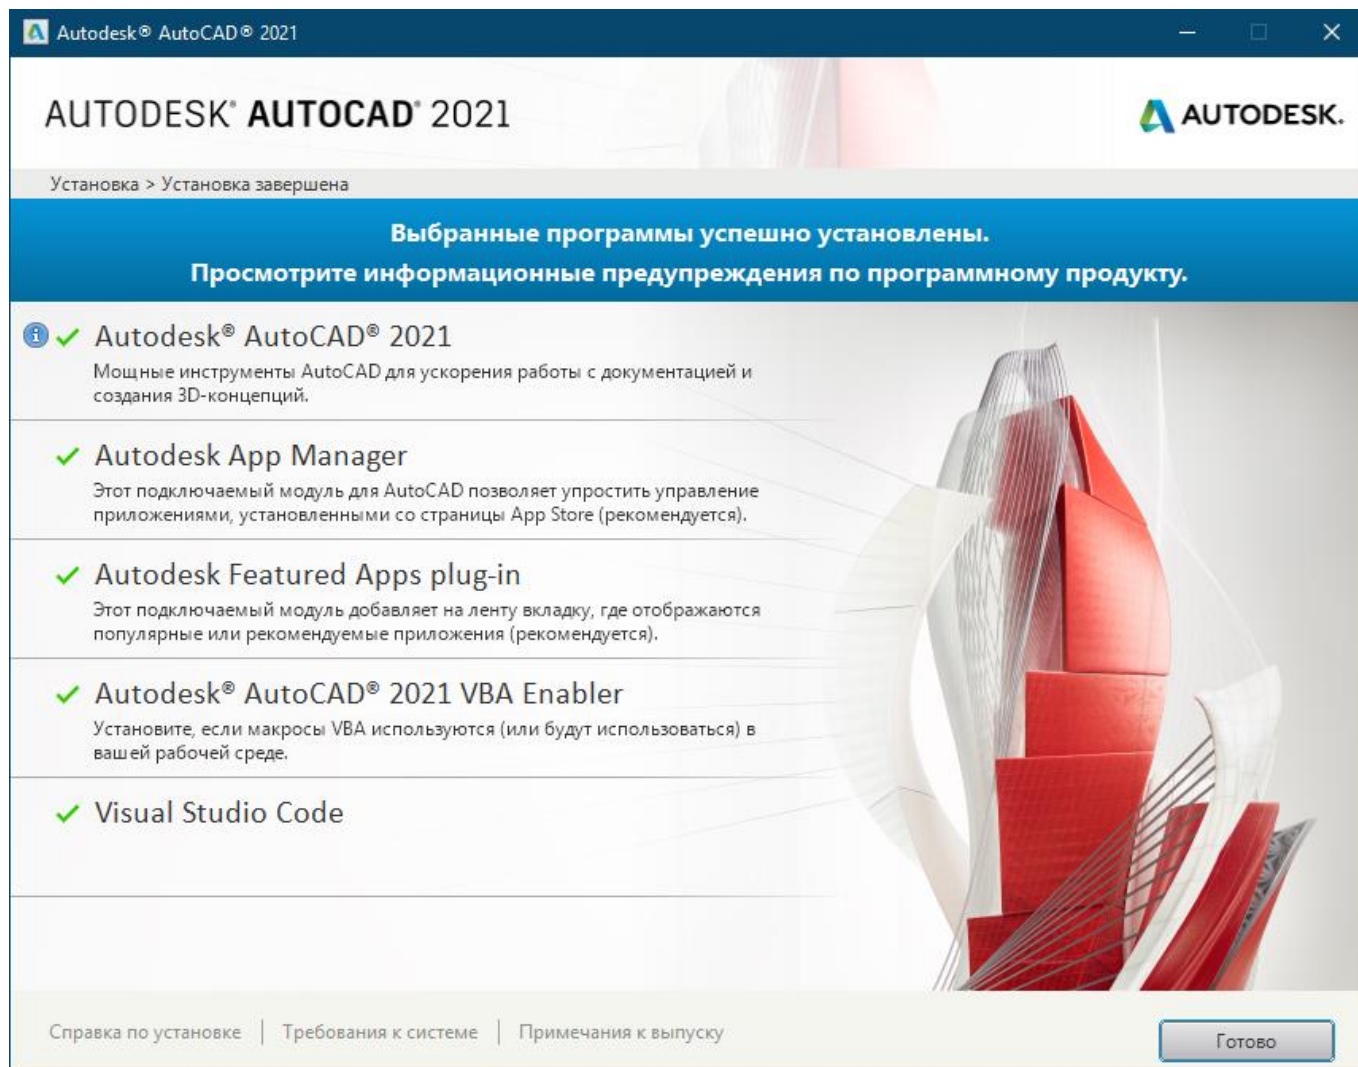 Autodesk® AutoCAD® 2021
AUTODESK® AUTOCAD® 2021
AUTODESK.
Установка > Установка завершена
Выбранные программы успешно установлены.
Просмотрите информационные предупреждения по программному продукту.
Autodesk® AutoCAD® 2021
Мощные инструменты AutoCAD для ускорения работы с документацией и
создания 3D-концепций.
Autodesk App Manager
Этот подключаемый модуль для AutoCAD позволяет упростить управление
приложениями, установленными со страницы App Store (рекомендуется).
Autodesk Featured Apps plug-in
Этот подключаемый модуль добавляет на ленту вкладку, где отображаются
популярные или рекомендуемые приложения (рекомендуется).
Autodesk® AutoCAD® 2021 VBA Enabler
Установите, если макросы VBA используются (или будут использоваться) в
вашей рабочей среде.
Visual Studio Code
Справка по установке | Требования к системе | Примечания к выпуску
Готово